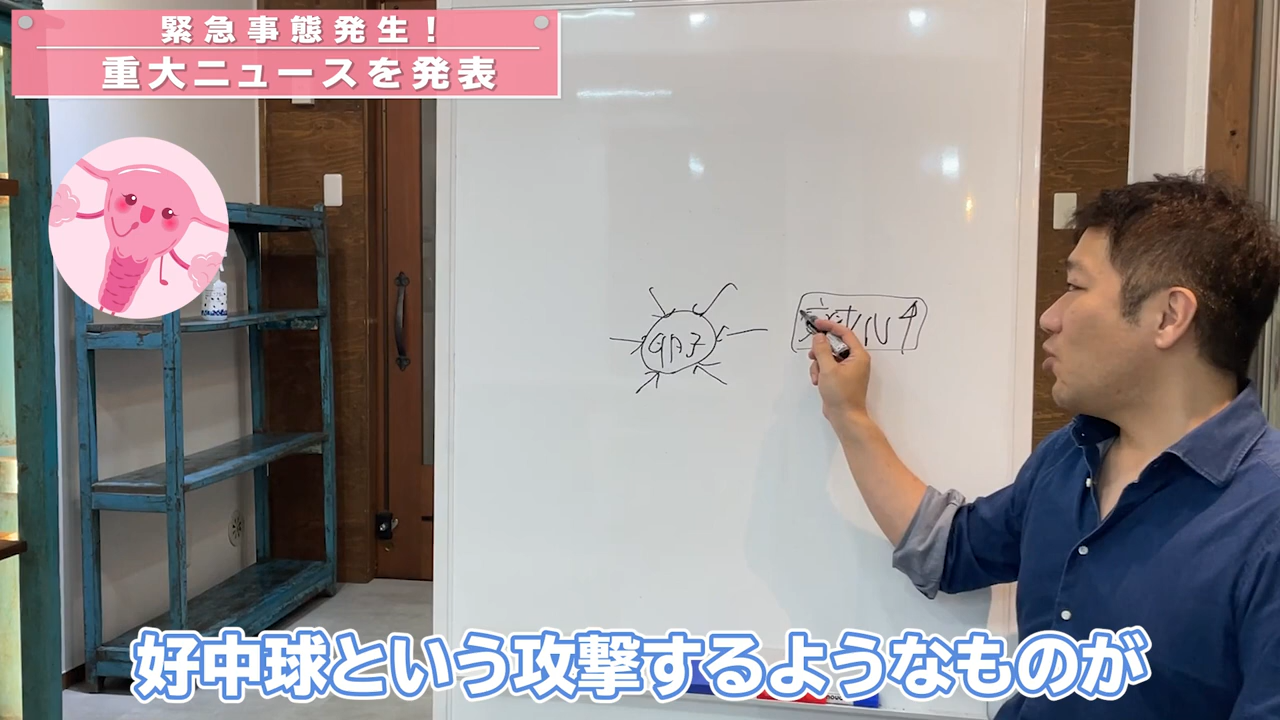 緊急事態発生!
重大ニュースを発表
卵子
好中球という攻撃するようなものが